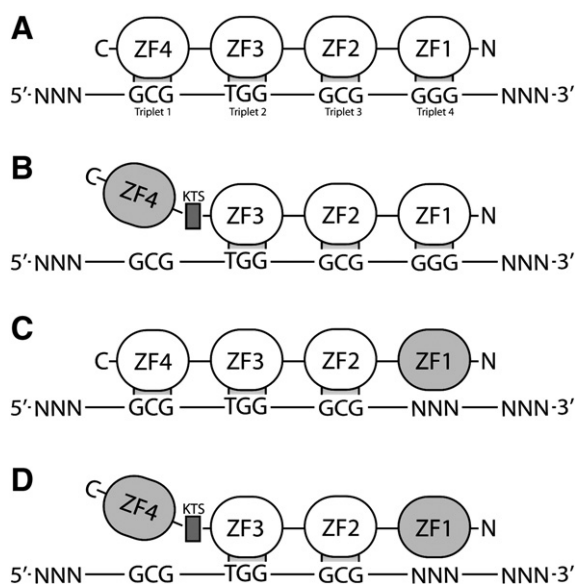 A
C ZF4 ZF3 ZF2 ZF1 N
5′- NNN GCG TGG GCG GGG NNN -3′
Triplet 1 Triplet 2 Triplet 3 Triplet 4
B
C ZF4 KTS ZF3 ZF2 ZF1 N
5′- NNN GCG TGG GCG GGG NNN -3′
C
C ZF4 ZF3 ZF2 ZF1 N
5′- NNN GCG TGG GCG NNN NNN -3′
D
C ZF4 KTS ZF3 ZF2 ZF1 N
5′- NNN GCG TGG GCG NNN NNN -3′